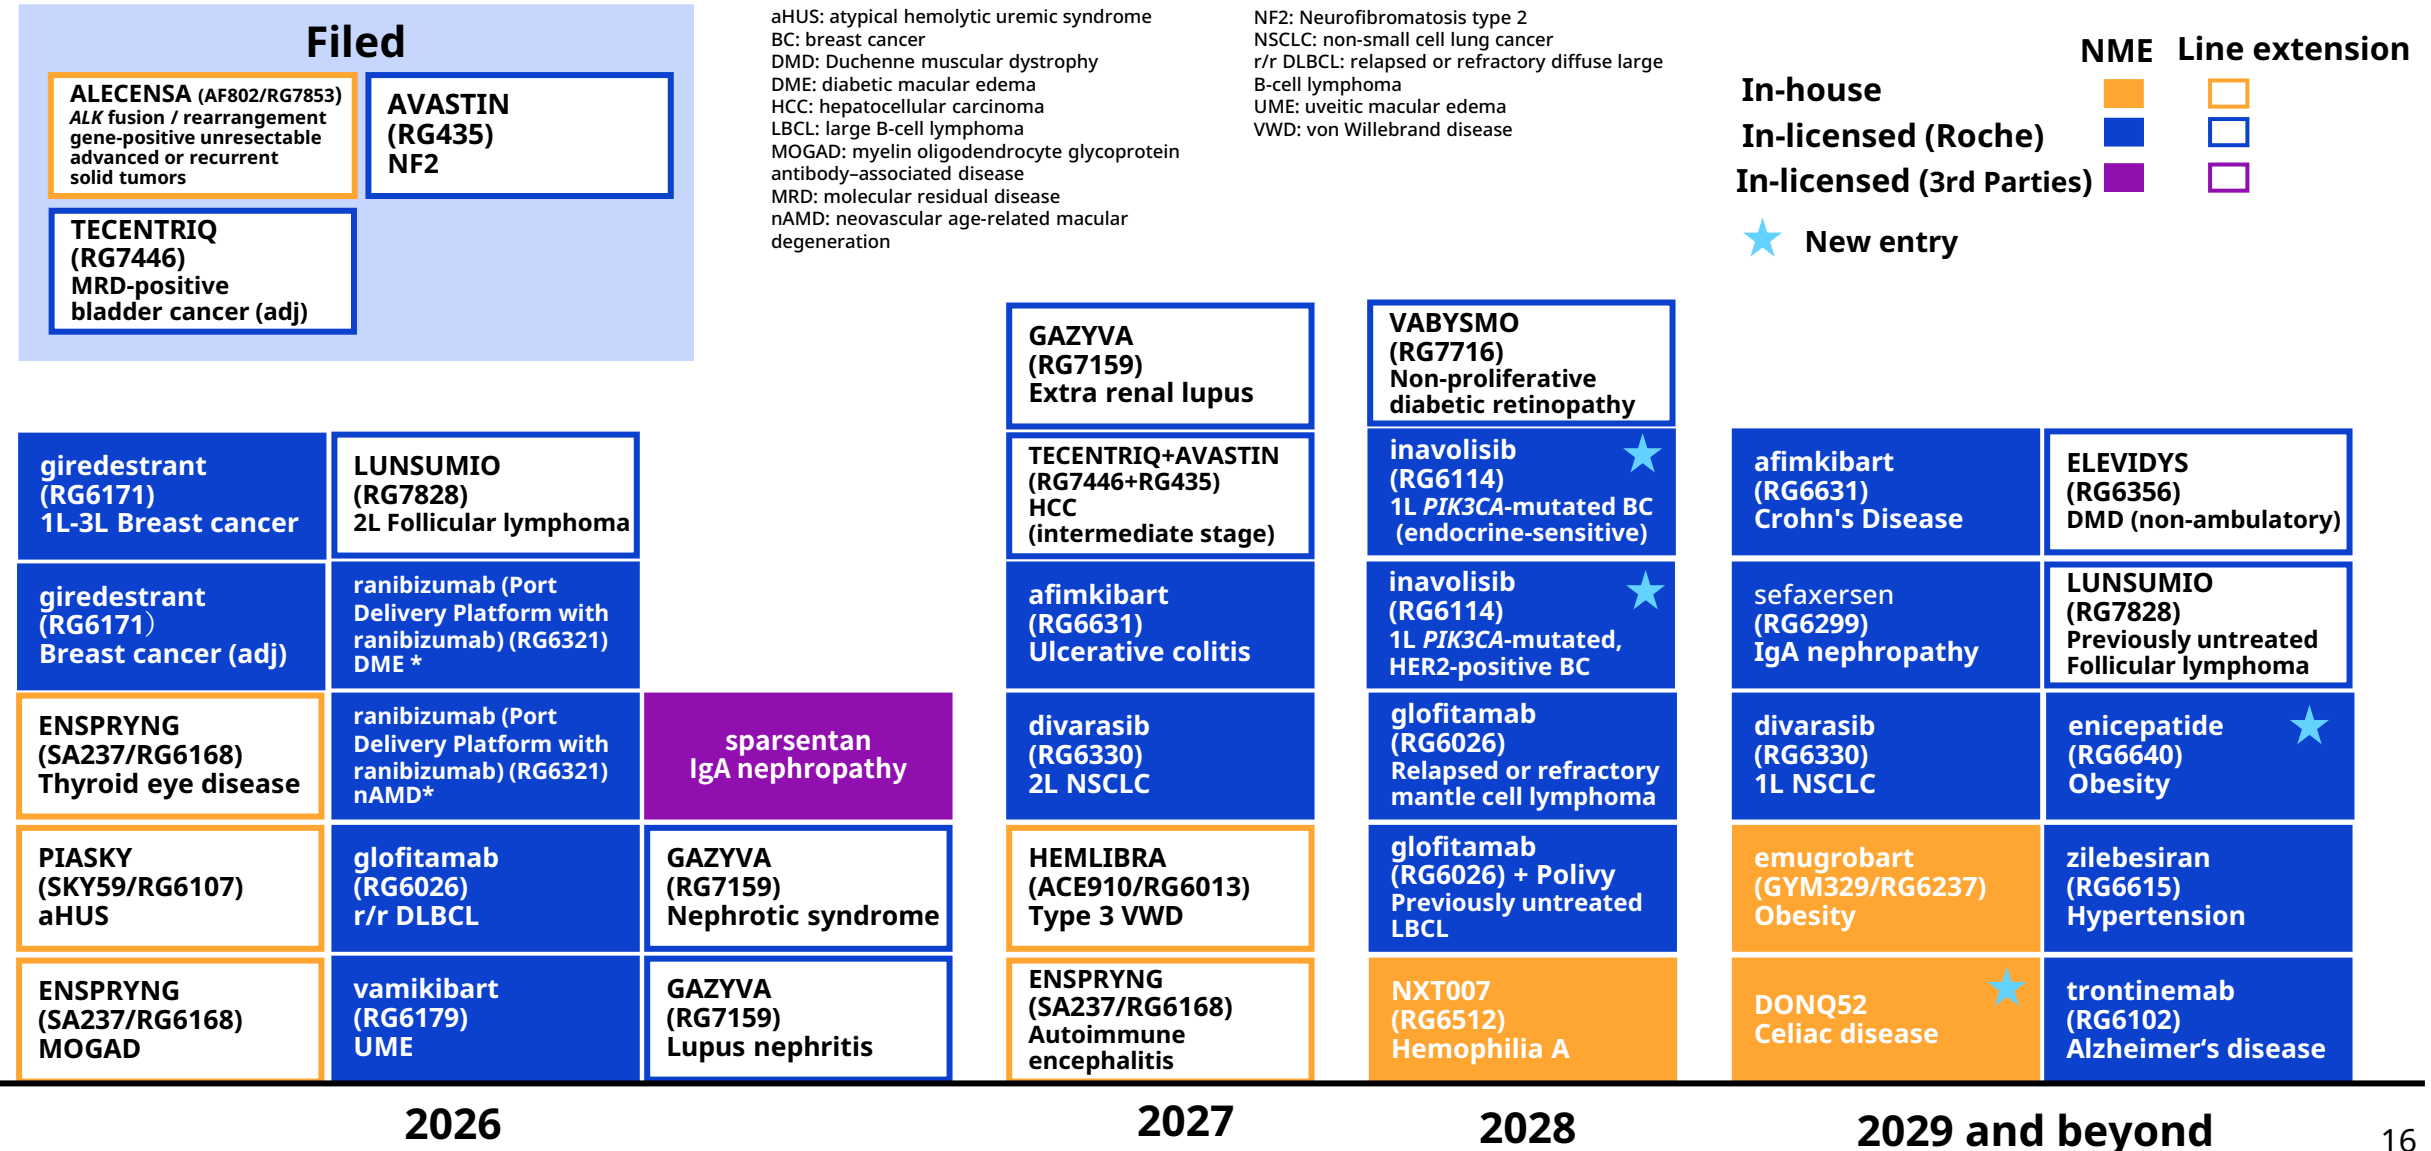 Filed
ALECENSA (AF802/RG7853)
ALK fusion / rearrangement
gene-positive unresectable
advanced or recurrent
solid tumors
AVASTIN
(RG435)
NF2
TECENTRIQ
(RG7446)
MRD-positive
bladder cancer (adj)
aHUS: atypical hemolytic uremic syndrome
BC: breast cancer
DMD: Duchenne muscular dystrophy
DME: diabetic macular edema
HCC: hepatocellular carcinoma
LBCL: large B-cell lymphoma
MOGAD: myelin oligodendrocyte glycoprotein
antibody–associated disease
MRD: molecular residual disease
nAMD: neovascular age-related macular
degeneration
NF2: Neurofibromatosis type 2
NSCLC: non-small cell lung cancer
r/r DLBCL: relapsed or refractory diffuse large
B-cell lymphoma
UME: uveitic macular edema
VWD: von Willebrand disease
NME Line extension
In-house
In-licensed (Roche)
In-licensed (3rd Parties)
New entry
giredestrant
(RG6171)
1L-3L Breast cancer
giredestrant
(RG6171）
Breast cancer (adj)
ENSPRYNG
(SA237/RG6168)
Thyroid eye disease
PIASKY
(SKY59/RG6107)
aHUS
ENSPRYNG
(SA237/RG6168)
MOGAD
LUNSUMIO
(RG7828)
2L Follicular lymphoma
ranibizumab (Port
Delivery Platform with
ranibizumab) (RG6321)
DME *
ranibizumab (Port
Delivery Platform with
ranibizumab) (RG6321)
nAMD*
glofitamab
(RG6026)
r/r DLBCL
vamikibart
(RG6179)
UME
sparsentan
IgA nephropathy
GAZYVA
(RG7159)
Nephrotic syndrome
GAZYVA
(RG7159)
Lupus nephritis
GAZYVA
(RG7159)
Extra renal lupus
TECENTRIQ+AVASTIN
(RG7446+RG435)
HCC
(intermediate stage)
afimkibart
(RG6631)
Ulcerative colitis
divarasib
(RG6330)
2L NSCLC
HEMLIBRA
(ACE910/RG6013)
Type 3 VWD
ENSPRYNG
(SA237/RG6168)
Autoimmune
encephalitis
VABYSMO
(RG7716)
Non-proliferative
diabetic retinopathy
inavolisib
(RG6114)
1L PIK3CA-mutated BC
(endocrine-sensitive)
inavolisib
(RG6114)
1L PIK3CA-mutated,
HER2-positive BC
glofitamab
(RG6026)
Relapsed or refractory
mantle cell lymphoma
glofitamab
(RG6026) + Polivy
Previously untreated
LBCL
NXT007
(RG6512)
Hemophilia A
afimkibart
(RG6631)
Crohn's Disease
sefaxersen
(RG6299)
IgA nephropathy
divarasib
(RG6330)
1L NSCLC
emugrobart
(GYM329/RG6237)
Obesity
DONQ52
Celiac disease
ELEVIDYS
(RG6356)
DMD (non-ambulatory)
LUNSUMIO
(RG7828)
Previously untreated
Follicular lymphoma
enicepatide
(RG6640)
Obesity
zilebesiran
(RG6615)
Hypertension
trontinemab
(RG6102)
Alzheimer‘s disease
2026
2027
2028
2029 and beyond
16